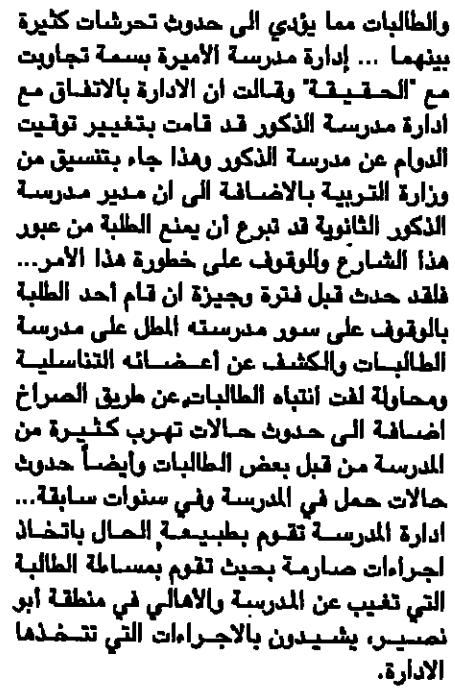 والطالبات مما يؤدي الى حدوث تحرشات كثيرة
بينهما ... إدارة مدرسة الأميرة بسمة تجاوبت
مع "الحقيقة" وقالت ان الادارة بالاتفاق مع
ادارة مدرسة الذكور قد قامت بتغيير توقيت
الدوام عن مدرسة الذكور وهذا جاء بتنسيق من
وزارة التربية بالاضافة الى ان مدير مدرسة
الذكور الثانوية قد تبرع أن يمنع الطلبة من عبور
هذا الشارع وللوقوف على خطورة هذا الأمر...
فلقد حدث قبل فترة وجيزة ان قام أحد الطلبة
بالوقوف على سور مدرسته المطل على مدرسة
الطالبات والكشف عن أعضائه التناسلية
ومحاولة لفت انتباه الطالبات عن طريق الصراخ
اضافة الى حدوث حالات تهرب كثيرة من
المدرسة من قبل بعض الطالبات وأيضاً حدوث
حالات حمل في المدرسة وفي سنوات سابقة...
ادارة المدرسة تقوم بطبيعة الحال باتخاذ
اجراءات صارمة بحيث تقوم بمساءلة الطالبة
التي تغيب عن المدرسة والأهالي في منطقة أبو
نصير، يشيدون بالاجراءات التي تتخذها
الادارة.